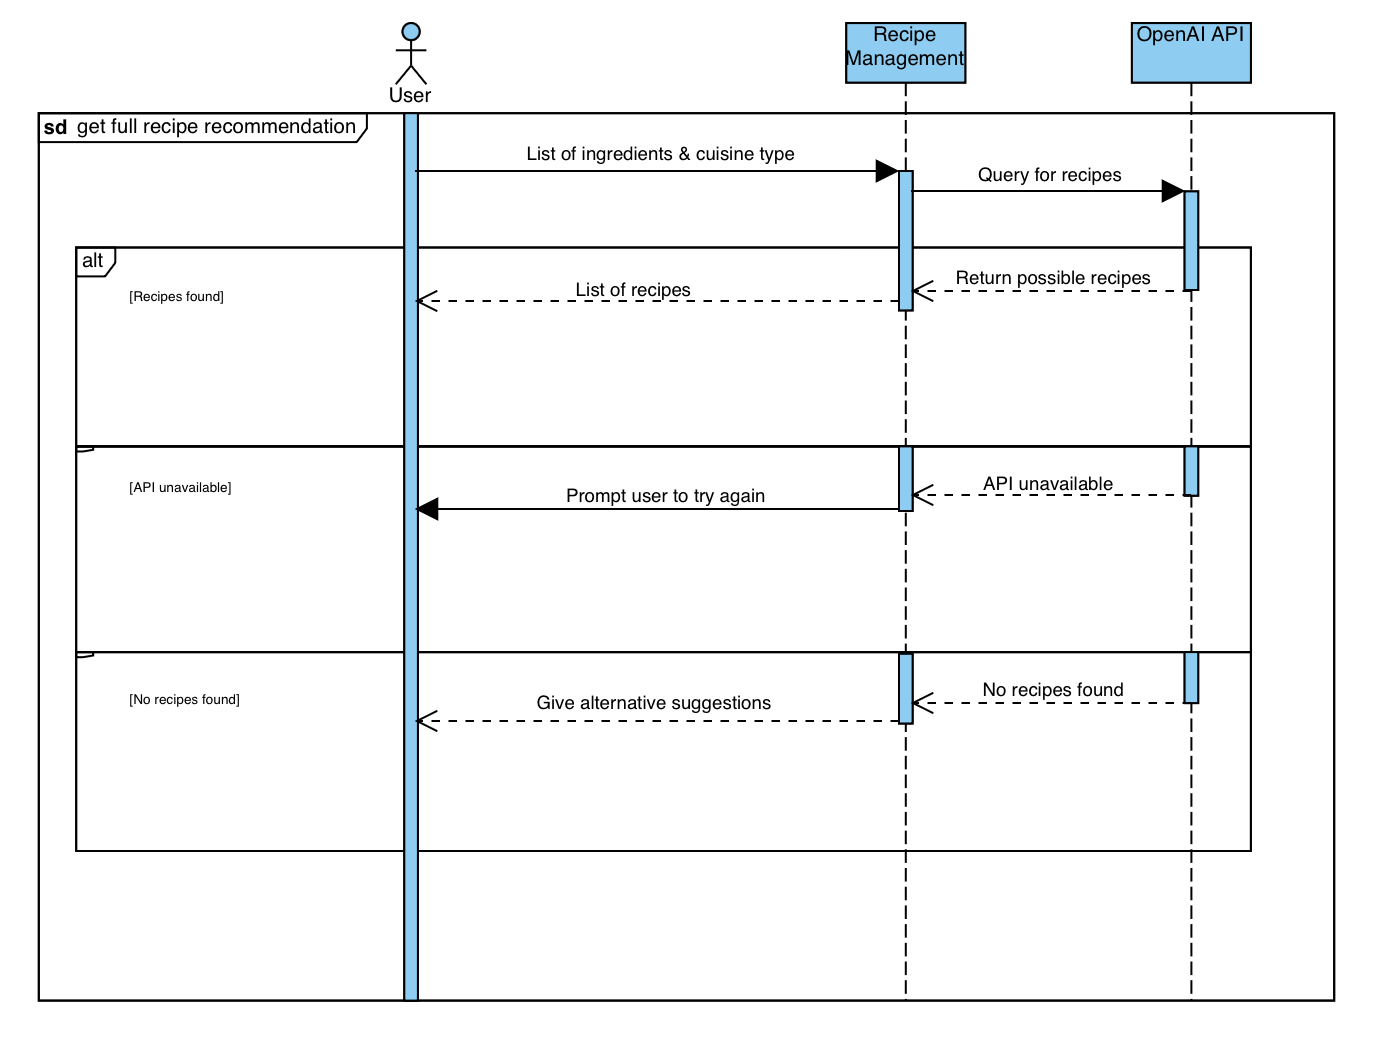 User
Recipe
Management
OpenAI API
sd get full recipe recommendation
List of ingredients & cuisine type
Query for recipes
alt
[Recipes found]
List of recipes
Return possible recipes
[API unavailable]
Prompt user to try again
API unavailable
[No recipes found]
Give alternative suggestions
No recipes found